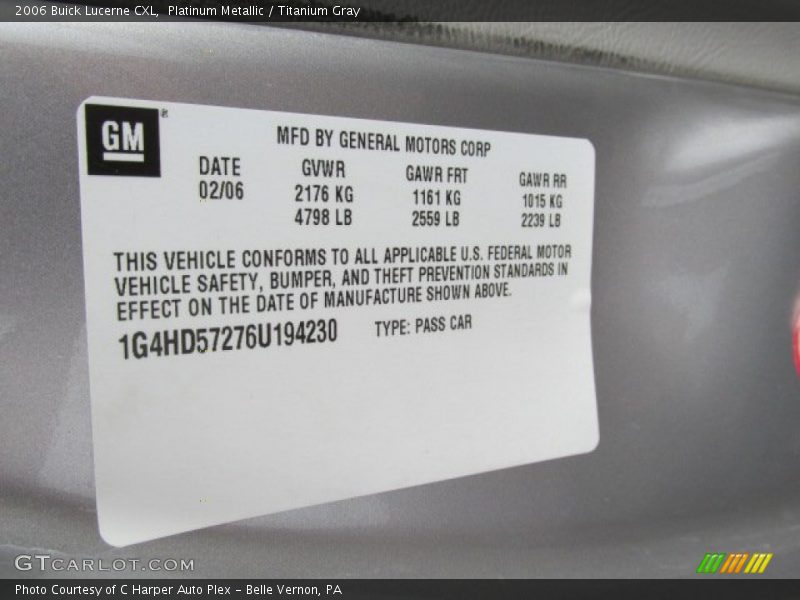 2006 Buick Lucerne CXL, Platinum Metallic / Titanium Gray
GM®
MFD BY GENERAL MOTORS CORP
DATE GVWR GAWR FRT GAWR RR
02/06 2176 KG 1161 KG 1015 KG
4798 LB 2559 LB 2239 LB
THIS VEHICLE CONFORMS TO ALL APPLICABLE U.S. FEDERAL MOTOR
VEHICLE SAFETY, BUMPER, AND THEFT PREVENTION STANDARDS IN
EFFECT ON THE DATE OF MANUFACTURE SHOWN ABOVE.
1G4HD57276U194230 TYPE: PASS CAR
GTCARLOT.COM
Photo Courtesy of C Harper Auto Plex - Belle Vernon, PA